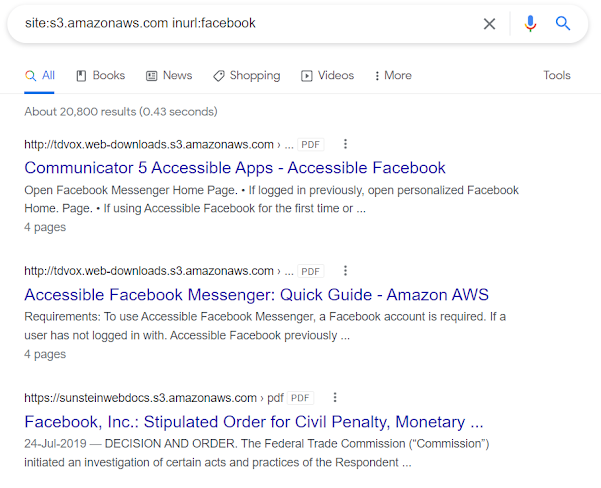 site:s3.amazonaws.com inurl:facebook
All Books News Shopping Videos More Tools
About 20,800 results (0.43 seconds)
http://tdvox.web-downloads.s3.amazonaws.com › ... PDF
Communicator 5 Accessible Apps - Accessible Facebook
Open Facebook Messenger Home Page. • If logged in previously, open personalized Facebook
Home. Page. • If using Accessible Facebook for the first time or ...
4 pages
http://tdvox.web-downloads.s3.amazonaws.com › ... PDF
Accessible Facebook Messenger: Quick Guide - Amazon AWS
Requirements: To use Accessible Facebook Messenger, a Facebook account is required. If a
user has not logged in with. Accessible Facebook previously ...
4 pages
https://sunsteinwebdocs.s3.amazonaws.com › pdf PDF
Facebook, Inc.: Stipulated Order for Civil Penalty, Monetary ...
24-Jul-2019 — DECISION AND ORDER. The Federal Trade Commission (“Commission”)
initiated an investigation of certain acts and practices of the Respondent ...